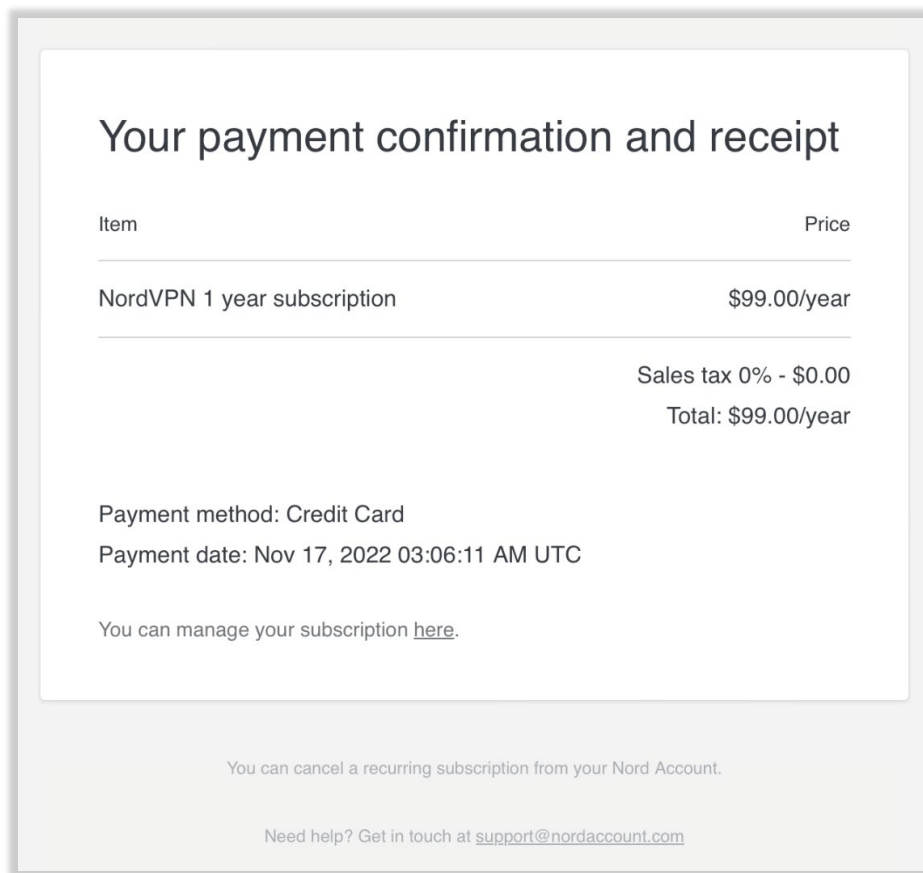 Your payment confirmation and receipt
Item Price
NordVPN 1 year subscription $99.00/year
Sales tax 0% - $0.00
Total: $99.00/year
Payment method: Credit Card
Payment date: Nov 17, 2022 03:06:11 AM UTC
You can manage your subscription here.
You can cancel a recurring subscription from your Nord Account.
Need help? Get in touch at support@nordaccount.com